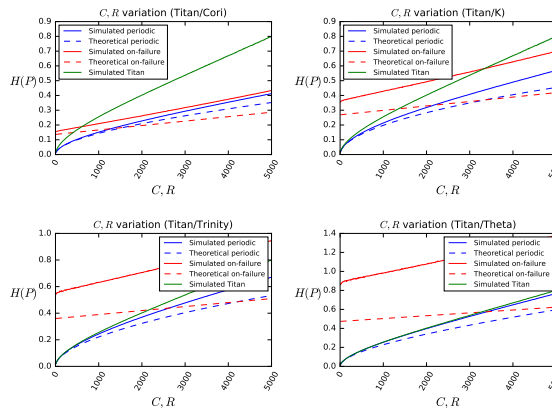 C, R variation (Titan/Cori)
0.9
0.8
0.7
0.6
0.5
0.4
0.3
0.2
0.1
0.0
H(P)
Simulated periodic
Theoretical periodic
Simulated on-failure
Theoretical on-failure
Simulated Titan
0
1000
2000
3000
4000
5000
C, R
C, R variation (Titan/K)
0.9
0.8
0.7
0.6
0.5
0.4
0.3
0.2
0.1
0.0
H(P)
Simulated periodic
Theoretical periodic
Simulated on-failure
Theoretical on-failure
Simulated Titan
0
1000
2000
3000
4000
5000
C, R
C, R variation (Titan/Trinity)
1.0
0.8
0.6
0.4
0.2
0.0
H(P)
Simulated periodic
Theoretical periodic
Simulated on-failure
Theoretical on-failure
Simulated Titan
0
1000
2000
3000
4000
5000
C, R
C, R variation (Titan/Theta)
1.4
1.2
1.0
0.8
0.6
0.4
0.2
0.0
H(P)
Simulated periodic
Theoretical periodic
Simulated on-failure
Theoretical on-failure
Simulated Titan
0
1000
2000
3000
4000
5000
C, R